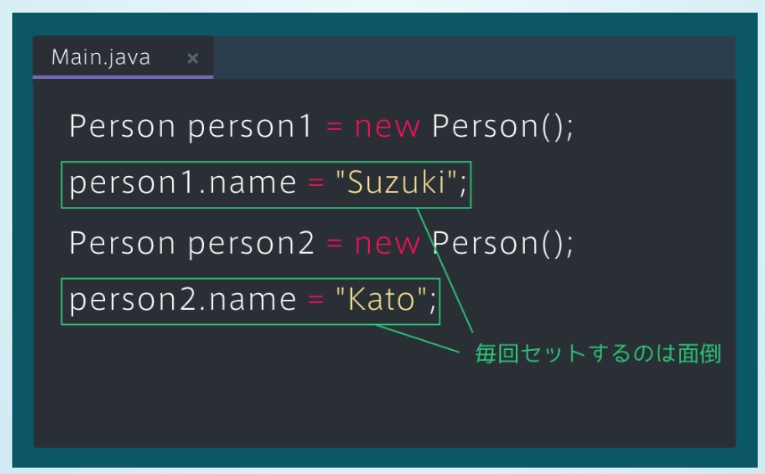 Main.java ×
Person person1 = new Person();
person1.name = "Suzuki";
Person person2 = new Person();
person2.name = "Kato";
毎回セットするのは面倒